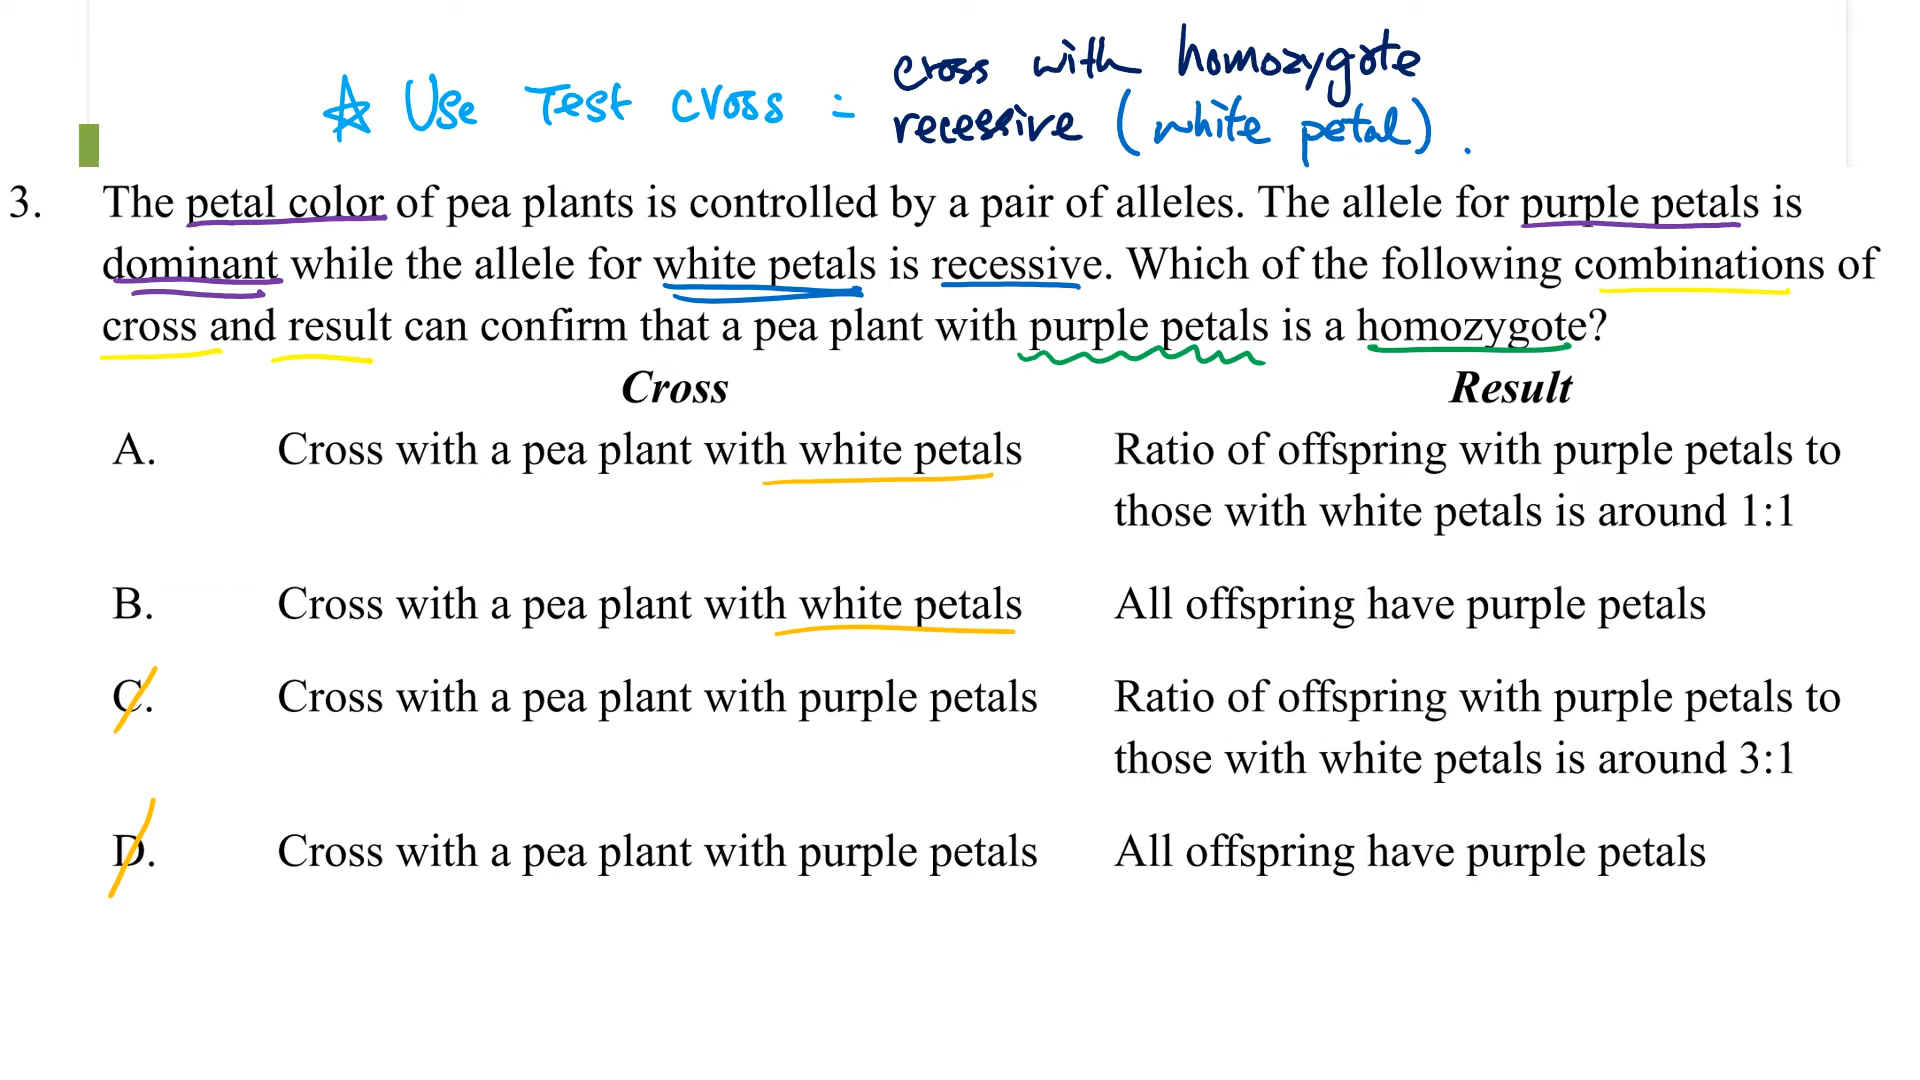 ☆ Use Test cross = cross with homozygote
recessive (white petal).
3. The petal color of pea plants is controlled by a pair of alleles. The allele for purple petals is
dominant while the allele for white petals is recessive. Which of the following combinations of
cross and result can confirm that a pea plant with purple petals is a homozygote?
Cross Result
A. Cross with a pea plant with white petals Ratio of offspring with purple petals to
those with white petals is around 1:1
B. Cross with a pea plant with white petals All offspring have purple petals
C. Cross with a pea plant with purple petals Ratio of offspring with purple petals to
those with white petals is around 3:1
D. Cross with a pea plant with purple petals All offspring have purple petals